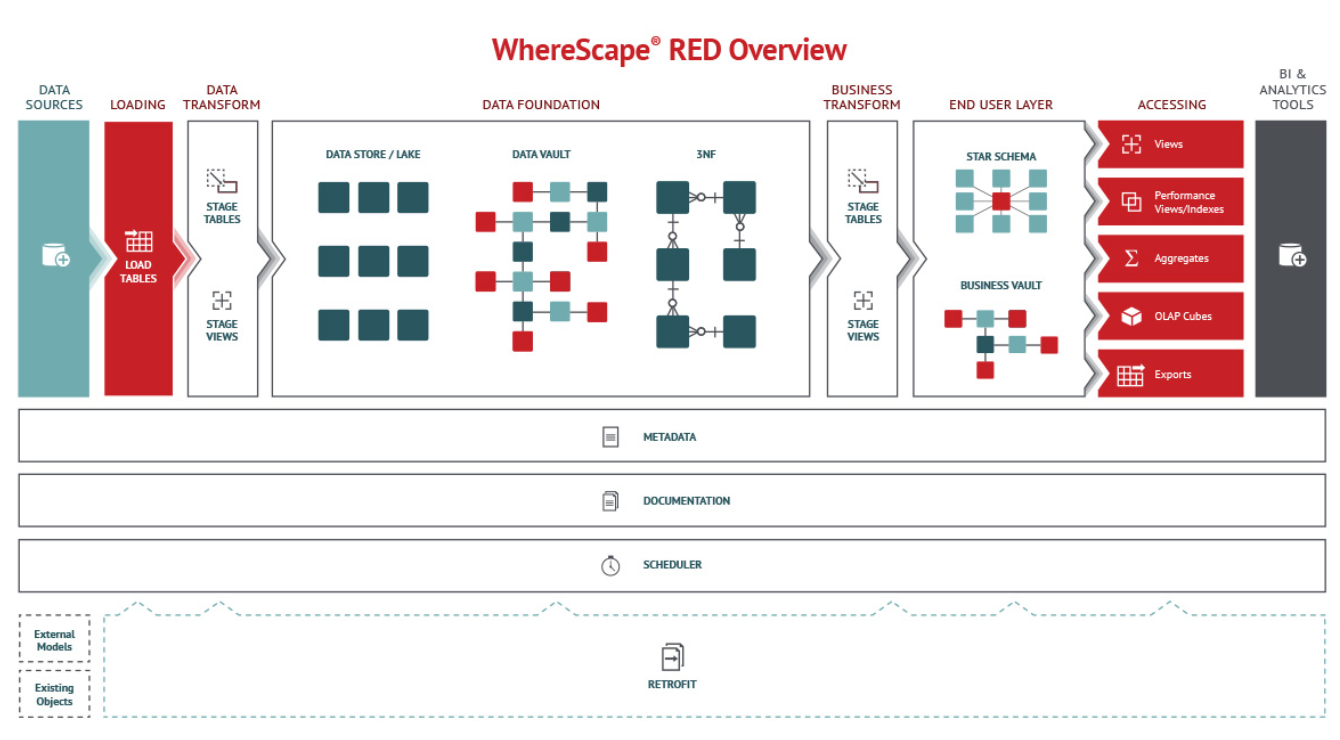 WhereScape® RED Overview
DATA
SOURCES
LOADING
DATA
TRANSFORM
DATA FOUNDATION
BUSINESS
TRANSFORM
END USER LAYER
ACCESSING
BI &
ANALYTICS
TOOLS
LOAD
TABLES
STAGE
TABLES
STAGE
VIEWS
DATA STORE / LAKE
DATA VAULT
3NF
STAGE
TABLES
STAGE
VIEWS
STAR SCHEMA
BUSINESS VAULT
Views
Performance
Views/Indexes
Aggregates
OLAP Cubes
Exports
METADATA
DOCUMENTATION
SCHEDULER
External
Models
Existing
Objects
RETROFIT